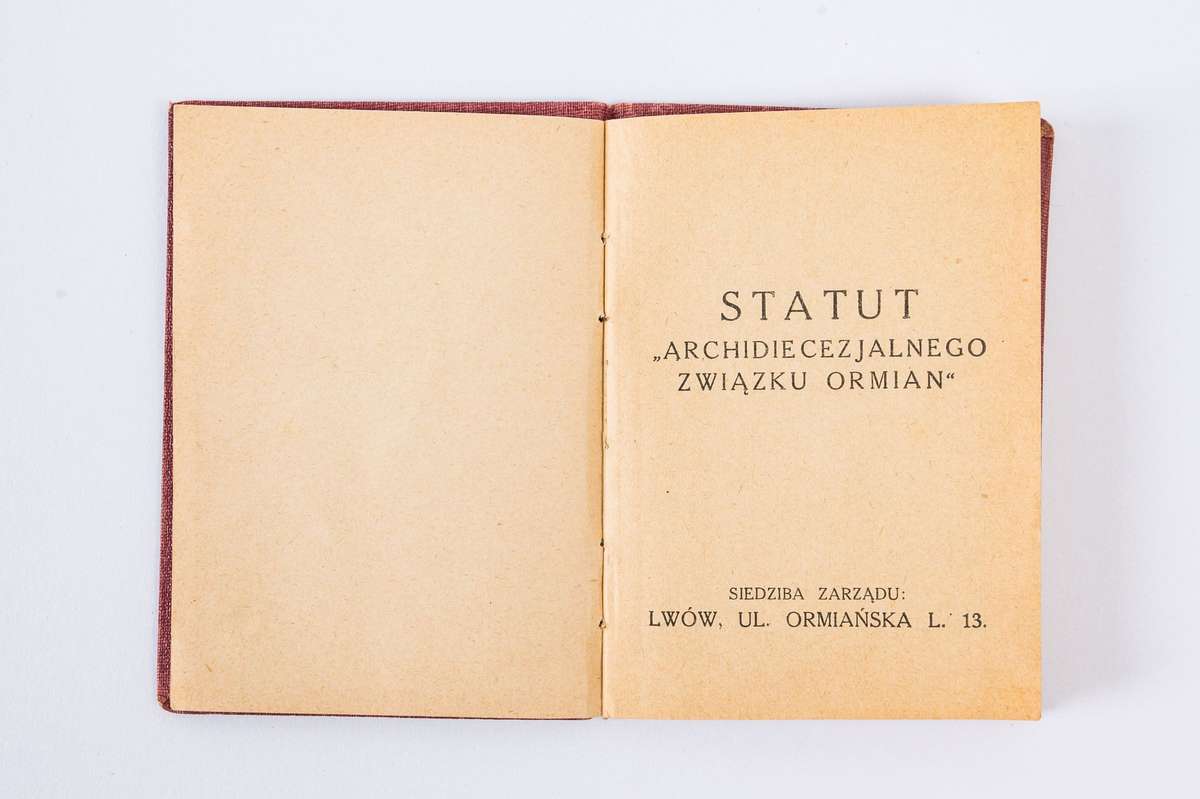 STATUT
„ARCHIDIECEZJALNEGO
ZWIĄZKU ORMIAN“
SIEDZIBA ZARZĄDU:
LWÓW, UL. ORMIAŃSKA L. 13.